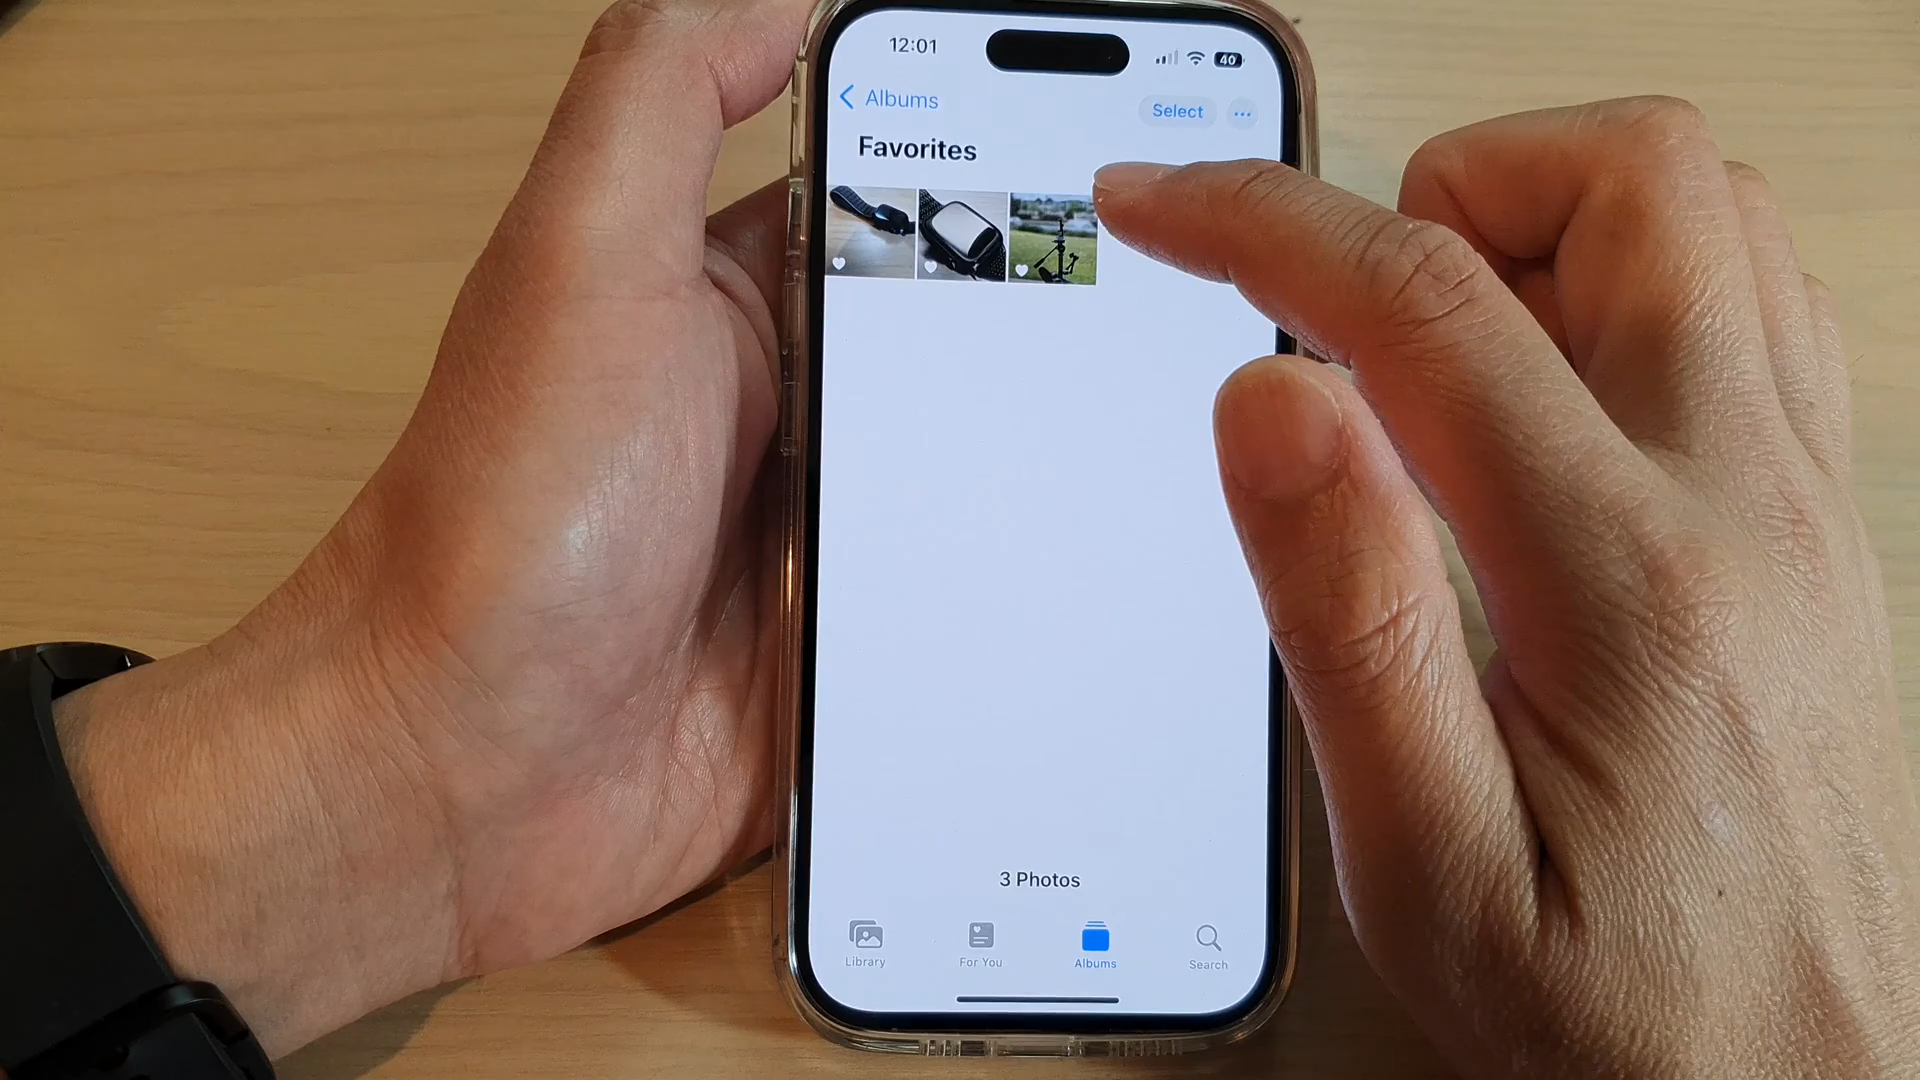 12:01
40
Albums
Select
Favorites
3 Photos
Library
For You
Albums
Search